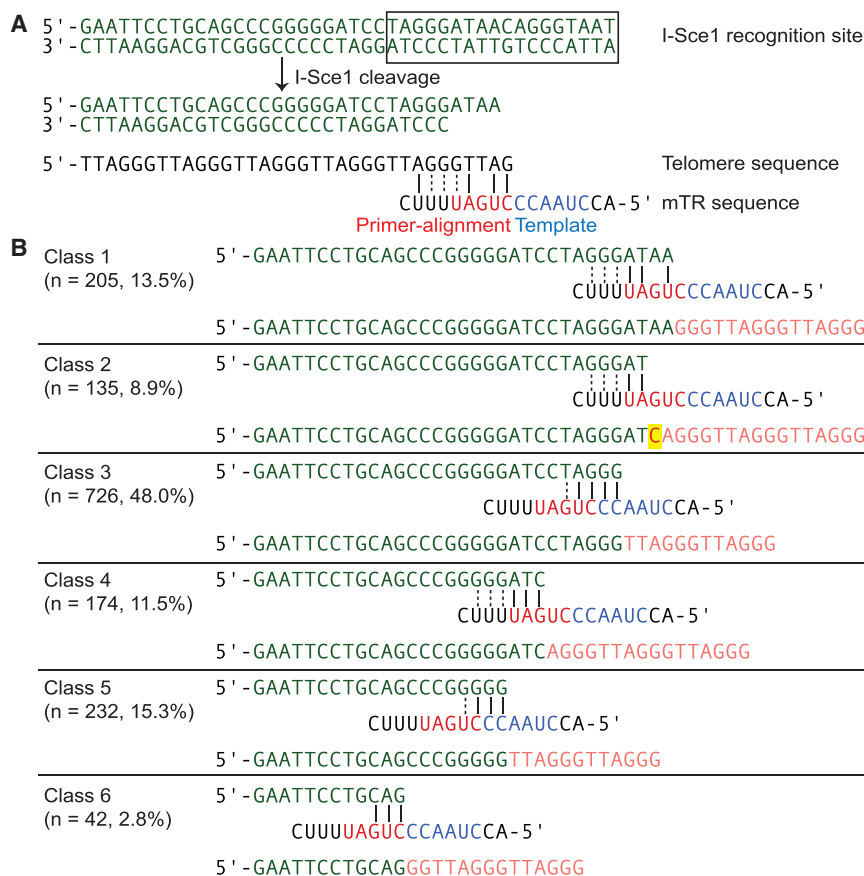 A
5'-GAATTCCTGCAGCCCGGGGGATCCTAGGGATAACAGGGTAAT
3'-CTTAAGGACGTCGGGCCCCCTAGGATCCCTATTGTCCCATTA
I-Sce1 recognition site
I-Sce1 cleavage
5'-GAATTCCTGCAGCCCGGGGGATCCTAGGGATAA
3'-CTTAAGGACGTCGGGCCCCCTAGGATCCC
5'-TTAGGGTTAGGGTTAGGGTTAGGGTTAGGGTTAG Telomere sequence
CUUUUAGUCCCAAUCCA-5' mTR sequence
Primer-alignment Template
B
Class 1
(n = 205, 13.5%)
5'-GAATTCCTGCAGCCCGGGGGATCCTAGGGATAA
CUUUUAGUCCCAAUCCA-5'
5'-GAATTCCTGCAGCCCGGGGGATCCTAGGGATAAGGGTTAGGGTTAGGG
Class 2
(n = 135, 8.9%)
5'-GAATTCCTGCAGCCCGGGGGATCCTAGGGAT
CUUUUAGUCCCAAUCCA-5'
5'-GAATTCCTGCAGCCCGGGGGATCCTAGGGATCAGGGTTAGGGTTAGGG
Class 3
(n = 726, 48.0%)
5'-GAATTCCTGCAGCCCGGGGGATCCTAGGG
CUUUUAGUCCCAAUCCA-5'
5'-GAATTCCTGCAGCCCGGGGGATCCTAGGGTTAGGGTTAGGG
Class 4
(n = 174, 11.5%)
5'-GAATTCCTGCAGCCCGGGGGATC
CUUUUAGUCCCAAUCCA-5'
5'-GAATTCCTGCAGCCCGGGGGATCAGGGTTAGGGTTAGGG
Class 5
(n = 232, 15.3%)
5'-GAATTCCTGCAGCCCGGGGG
CUUUUAGUCCCAAUCCA-5'
5'-GAATTCCTGCAGCCCGGGGGTTAGGGTTAGGG
Class 6
(n = 42, 2.8%)
5'-GAATTCCTGCAG
CUUUUAGUCCCAAUCCA-5'
5'-GAATTCCTGCAGGGTTAGGGTTAGGG